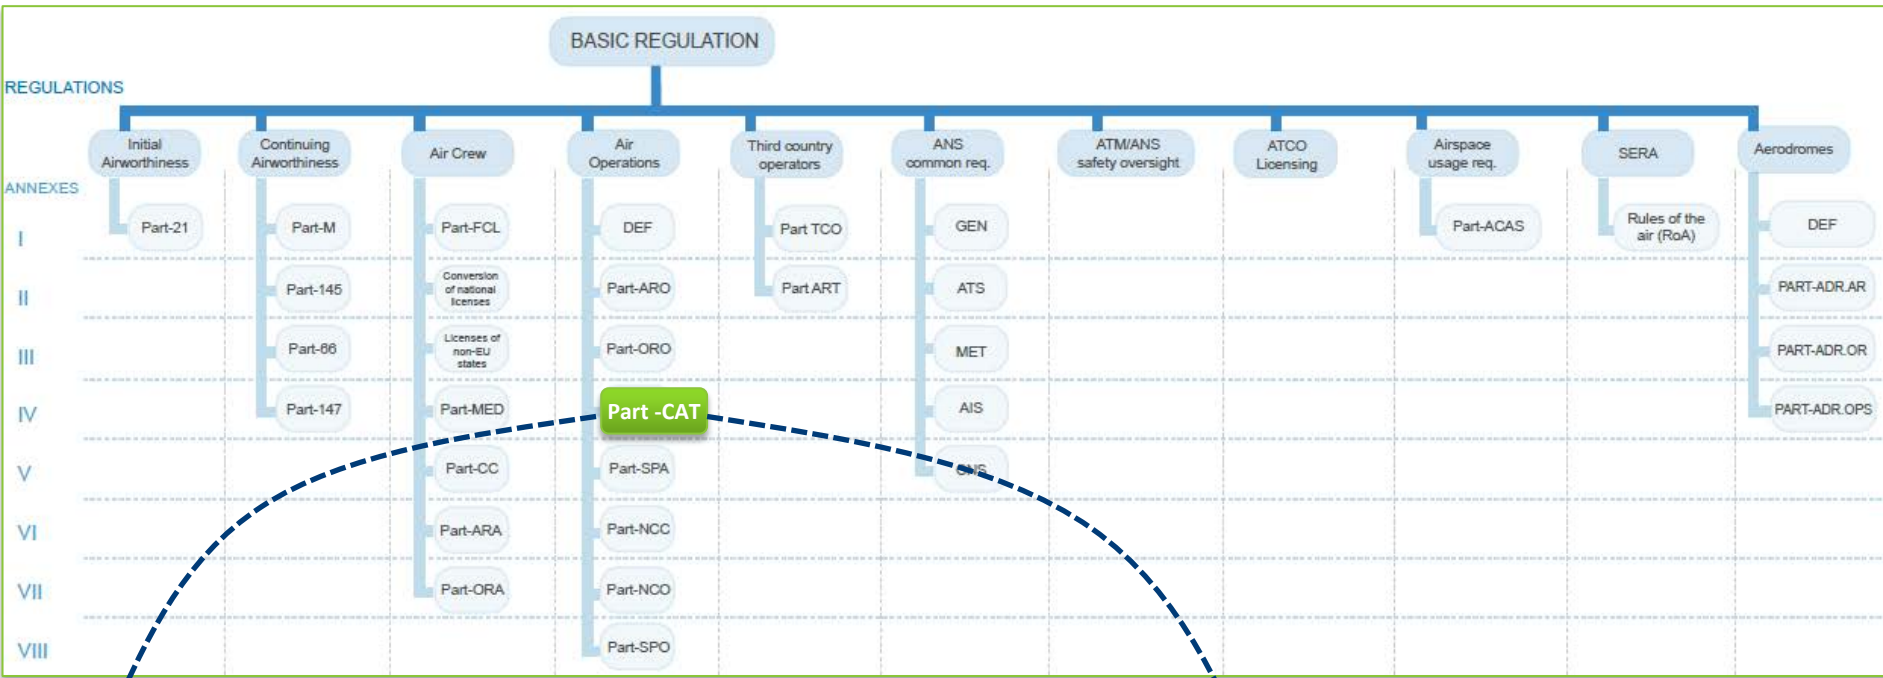 BASIC REGULATION
REGULATIONS
Initial
Airworthiness
Continuing
Airworthiness
Air Crew
Air
Operations
Third country
operators
ANS
common req.
ATM/ANS
safety oversight
ATCO
Licensing
Airspace
usage req.
SERA
Aerodromes
ANNEXES
I
Part-21
Part-M
Part-FCL
DEF
Part TCO
GEN
Part-ACAS
Rules of the
air (RoA)
DEF
II
Part-145
Conversion
of national
licenses
Part-ARO
Part ART
ATS
PART-ADR.AR
III
Part-66
Licenses of
non-EU
states
Part-ORO
MET
PART-ADR.OR
IV
Part-147
Part-MED
Part -CAT
AIS
PART-ADR.OPS
V
Part-CC
Part-SPA
VI
Part-ARA
Part-NCC
VII
Part-ORA
Part-NCO
VIII
Part-SPO